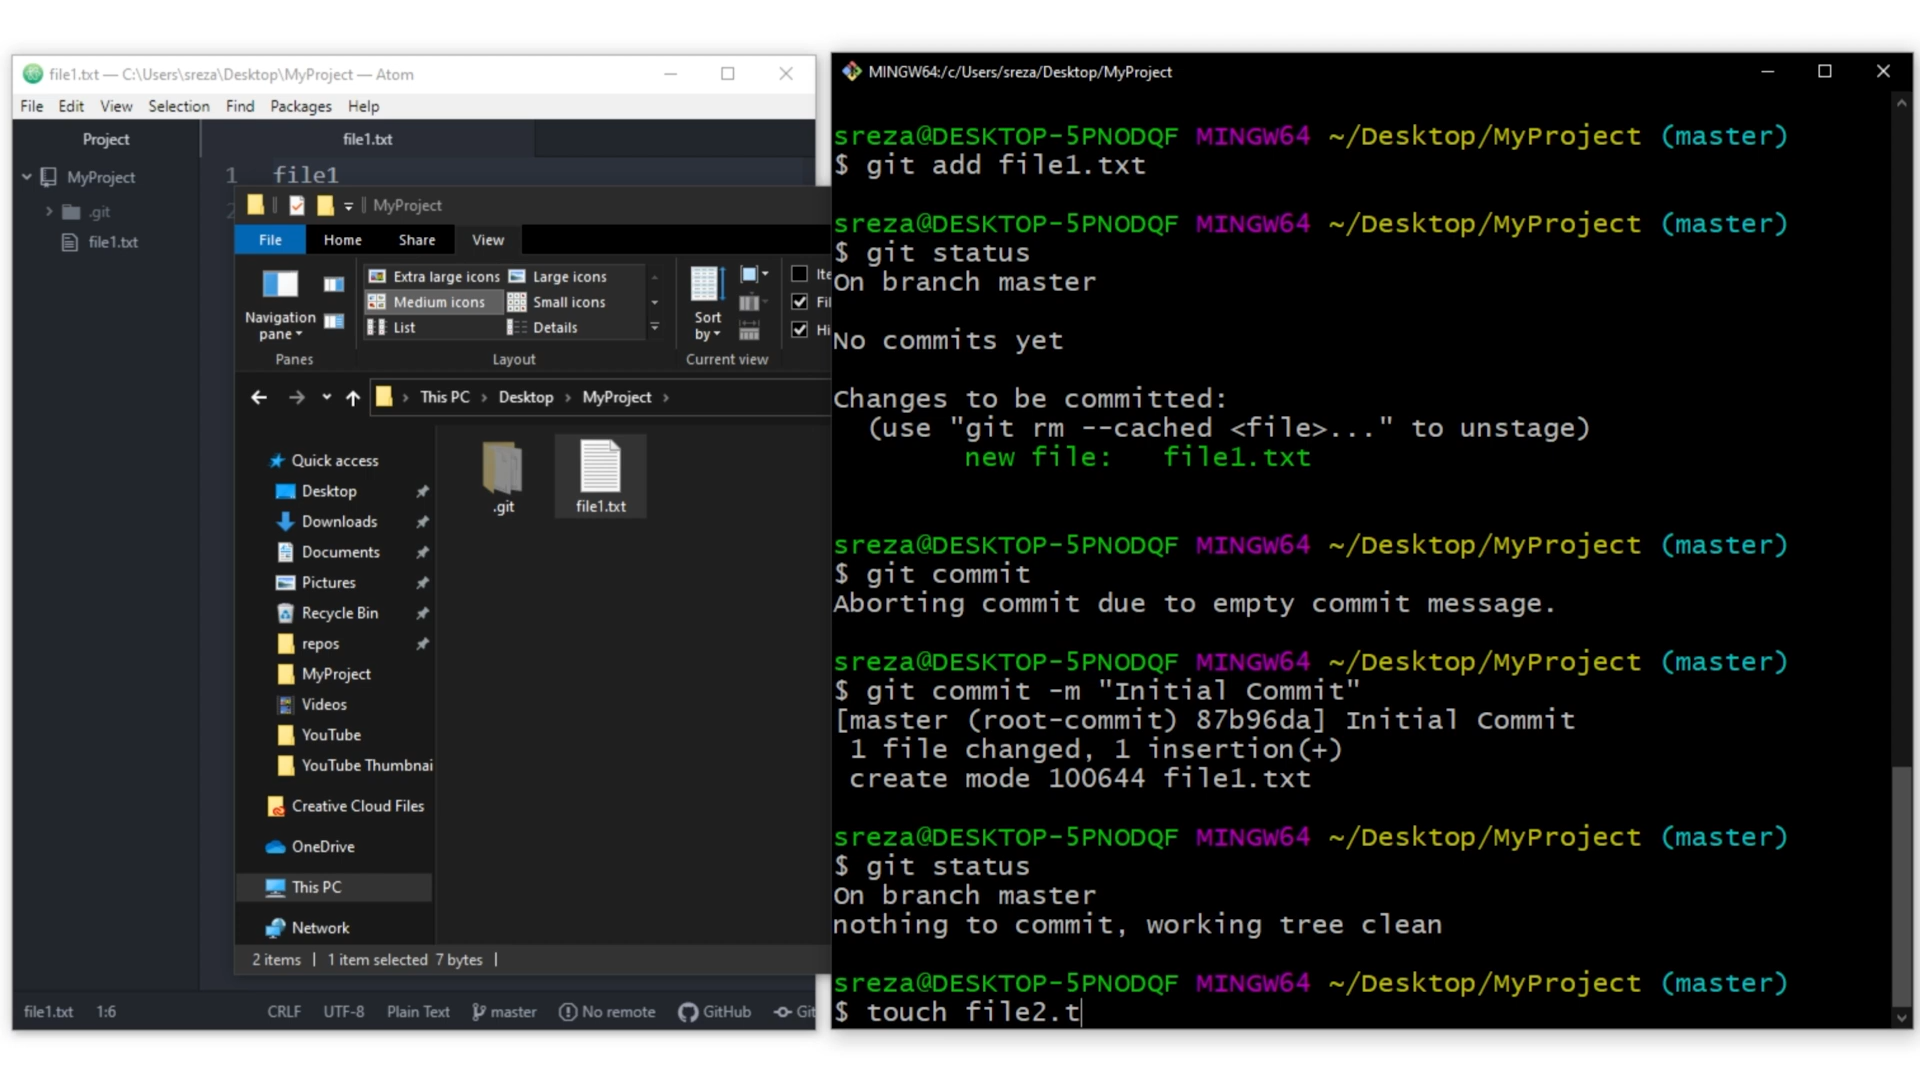 file1.txt — C:\Users\sreza\Desktop\MyProject — Atom
File Edit View Selection Find Packages Help
Project
file1.txt
MyProject
.git
file1.txt
1 file1
2
MyProject
File Home Share View
Navigation pane
Panes
Extra large icons Large icons
Medium icons Small icons
List Details
Layout
Sort by
Current view
This PC Desktop MyProject
Quick access
Desktop
Downloads
Documents
Pictures
Recycle Bin
repos
MyProject
Videos
YouTube
YouTube Thumbnai
Creative Cloud Files
OneDrive
This PC
Network
.git
file1.txt
2 items 1 item selected 7 bytes
file1.txt 1:6 CRLF UTF-8 Plain Text master No remote GitHub Git
MINGW64:/c/Users/sreza/Desktop/MyProject
sreza@DESKTOP-5PNODQF MINGW64 ~/Desktop/MyProject (master)
$ git add file1.txt
sreza@DESKTOP-5PNODQF MINGW64 ~/Desktop/MyProject (master)
$ git status
On branch master
No commits yet
Changes to be committed:
(use "git rm --cached <file>..." to unstage)
new file: file1.txt
sreza@DESKTOP-5PNODQF MINGW64 ~/Desktop/MyProject (master)
$ git commit
Aborting commit due to empty commit message.
sreza@DESKTOP-5PNODQF MINGW64 ~/Desktop/MyProject (master)
$ git commit -m "Initial Commit"
[master (root-commit) 87b96da] Initial Commit
1 file changed, 1 insertion(+)
create mode 100644 file1.txt
sreza@DESKTOP-5PNODQF MINGW64 ~/Desktop/MyProject (master)
$ git status
On branch master
nothing to commit, working tree clean
sreza@DESKTOP-5PNODQF MINGW64 ~/Desktop/MyProject (master)
$ touch file2.t